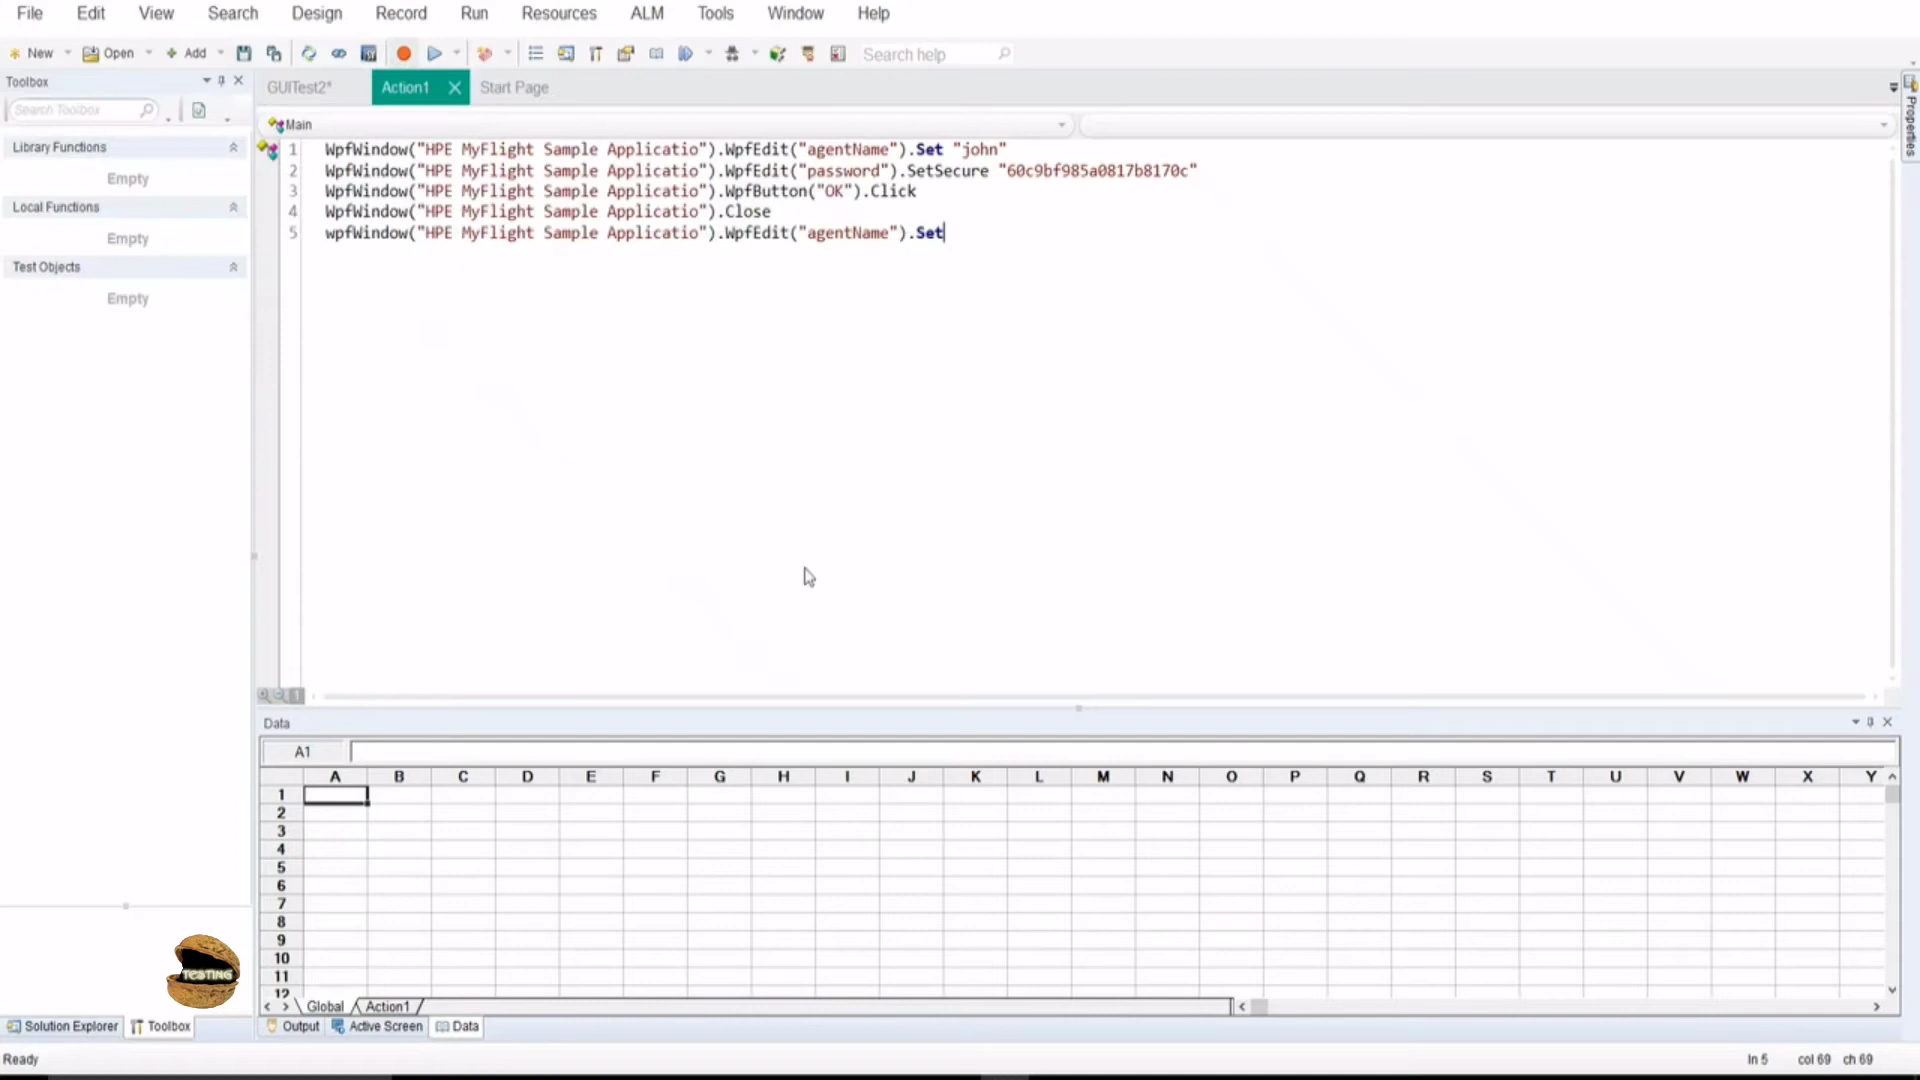 File Edit View Search Design Record Run Resources ALM Tools Window Help
New Open Add Search help
Toolbox
GUITest2* Action1 Start Page
Search Toolbox
Properties
Main
Library Functions
Empty
Local Functions
Empty
Test Objects
Empty
1 WpfWindow("HPE MyFlight Sample Applicatio").WpfEdit("agentName").Set "john"
2 WpfWindow("HPE MyFlight Sample Applicatio").WpfEdit("password").SetSecure "60c9bf985a0817b8170c"
3 WpfWindow("HPE MyFlight Sample Applicatio").WpfButton("OK").Click
4 WpfWindow("HPE MyFlight Sample Applicatio").Close
5 wpfWindow("HPE MyFlight Sample Applicatio").WpfEdit("agentName").Set
1
Data
A1
A B C D E F G H I J K L M N O P Q R S T U V W X Y
1
2
3
4
5
6
7
8
9
10
11
12
TESTING
Global Action1
Solution Explorer Toolbox Output Active Screen Data
Ready ln 5 col 69 ch 69